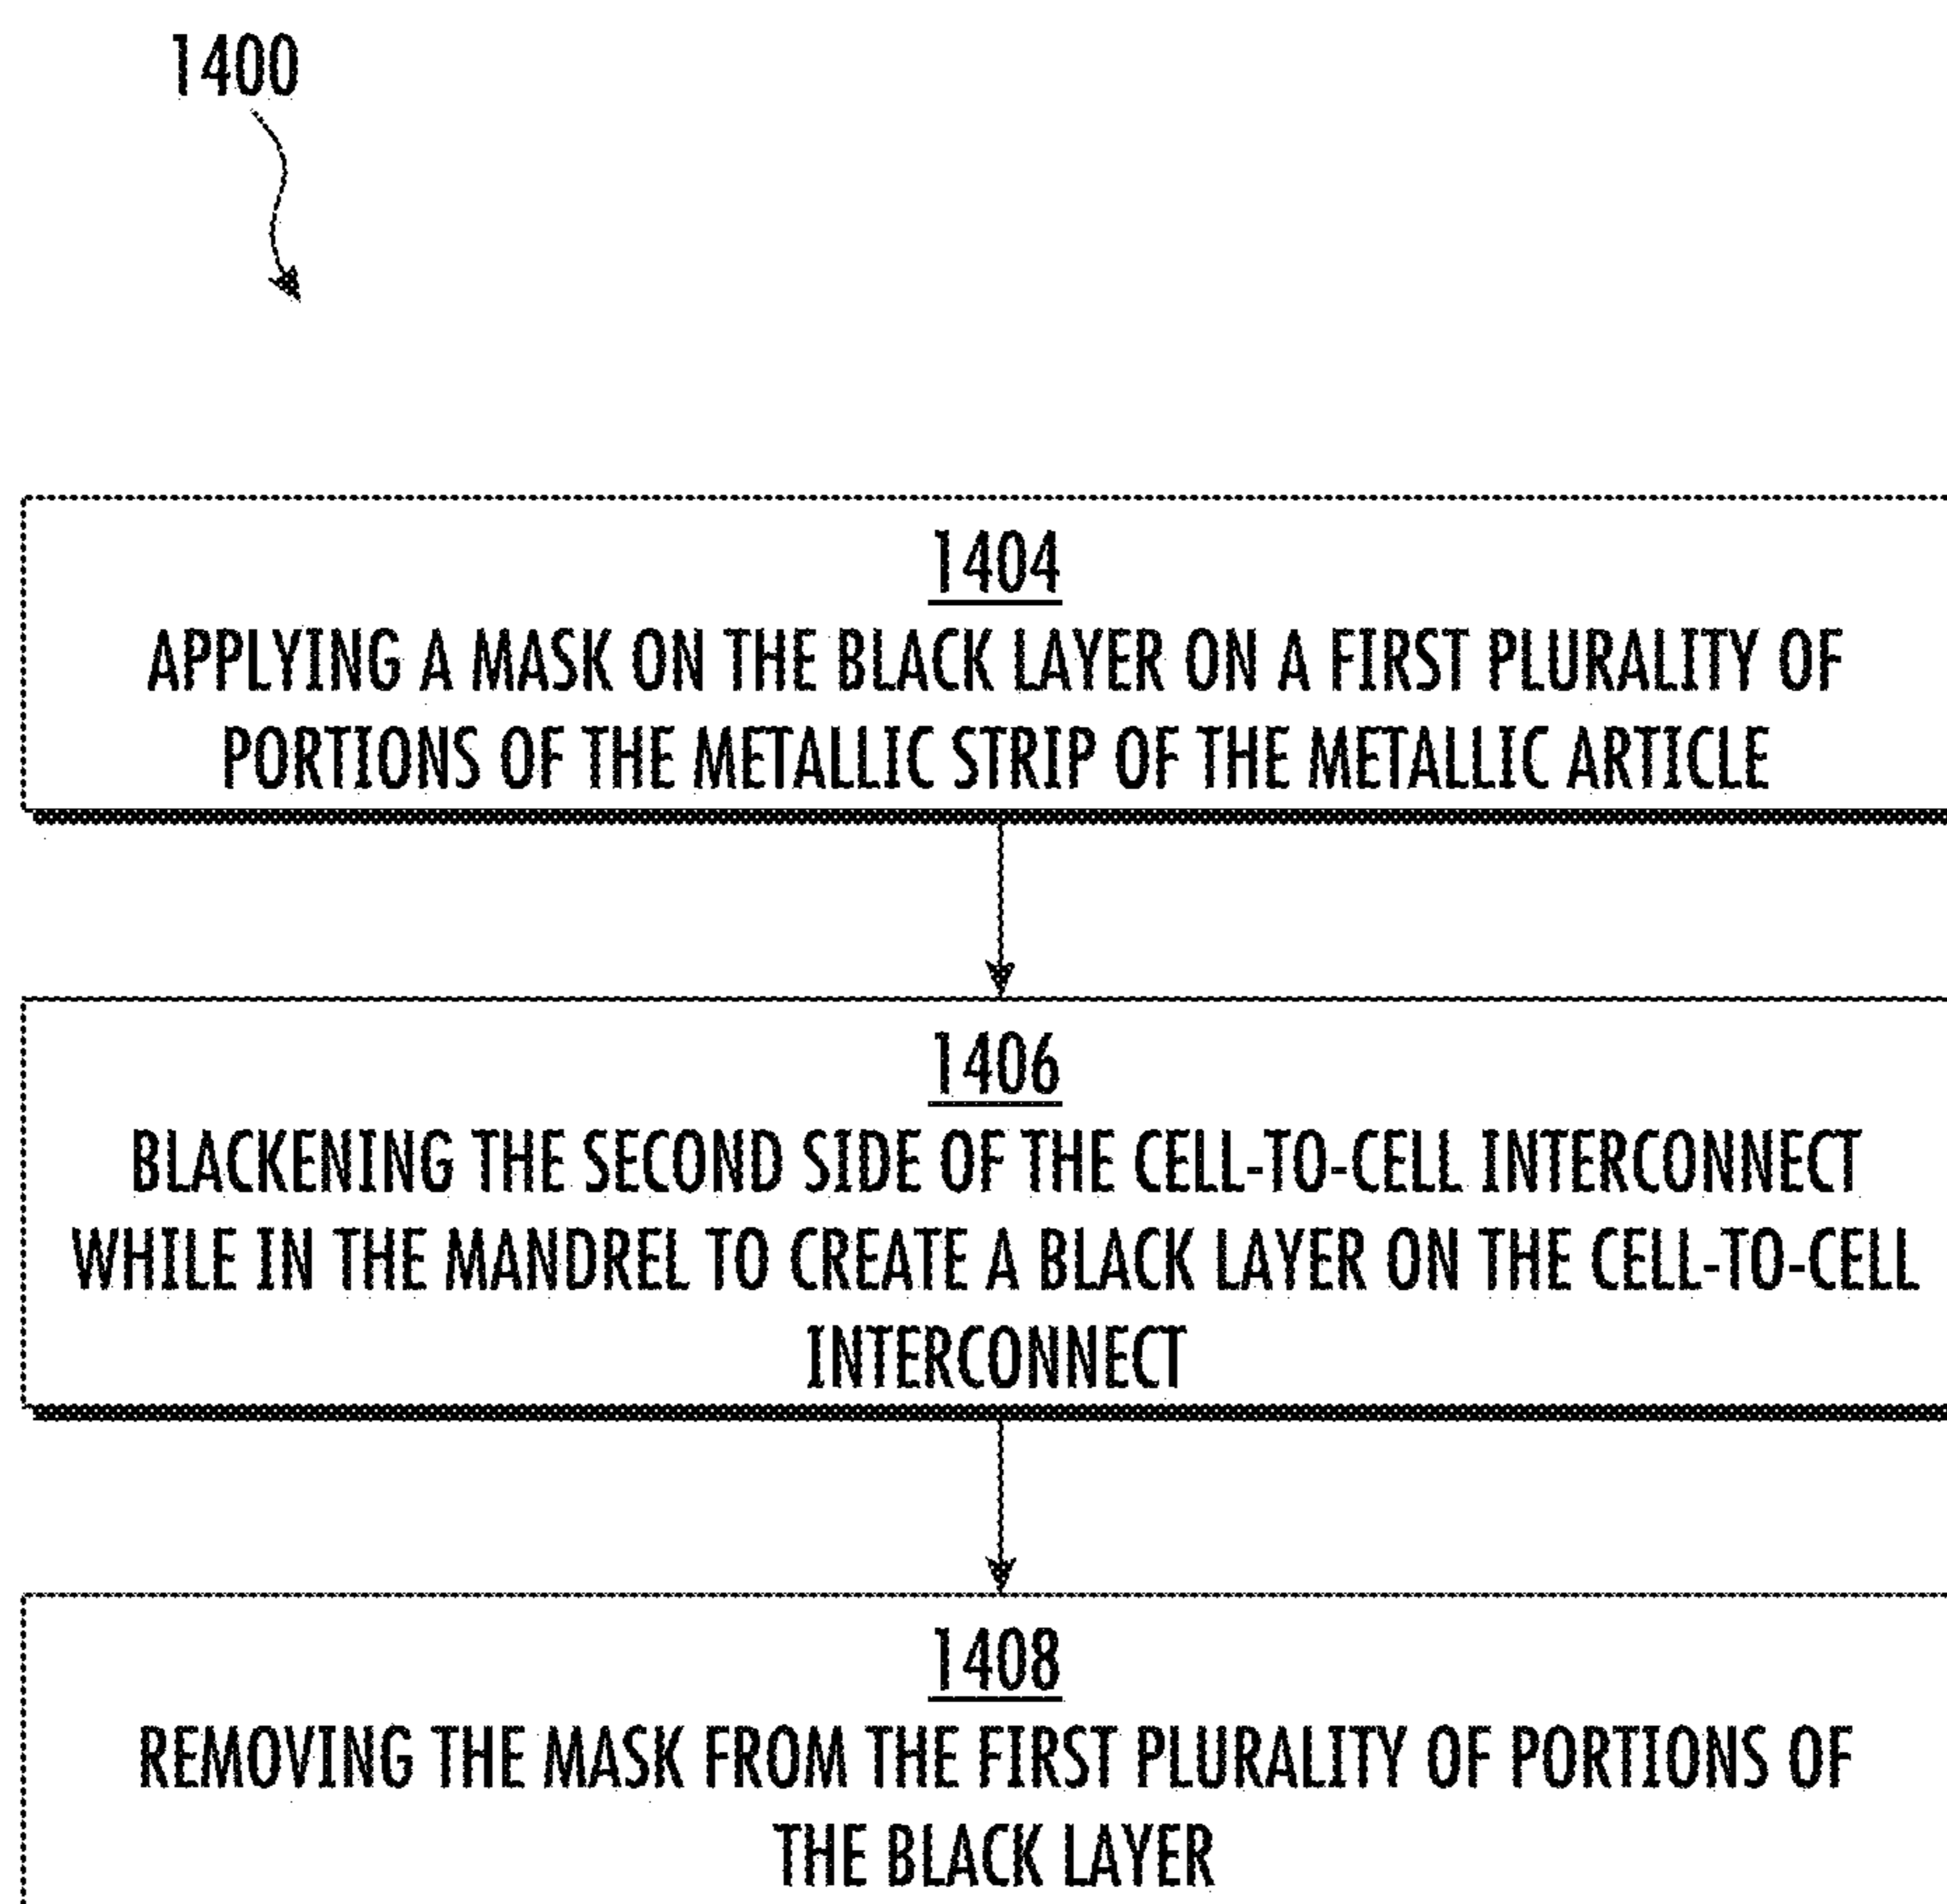 1400
1404
APPLYING A MASK ON THE BLACK LAYER ON A FIRST PLURALITY OF
PORTIONS OF THE METALLIC STRIP OF THE METALLIC ARTICLE
1406
BLACKENING THE SECOND SIDE OF THE CELL-TO-CELL INTERCONNECT
WHILE IN THE MANDREL TO CREATE A BLACK LAYER ON THE CELL-TO-CELL
INTERCONNECT
1408
REMOVING THE MASK FROM THE FIRST PLURALITY OF PORTIONS OF
THE BLACK LAYER